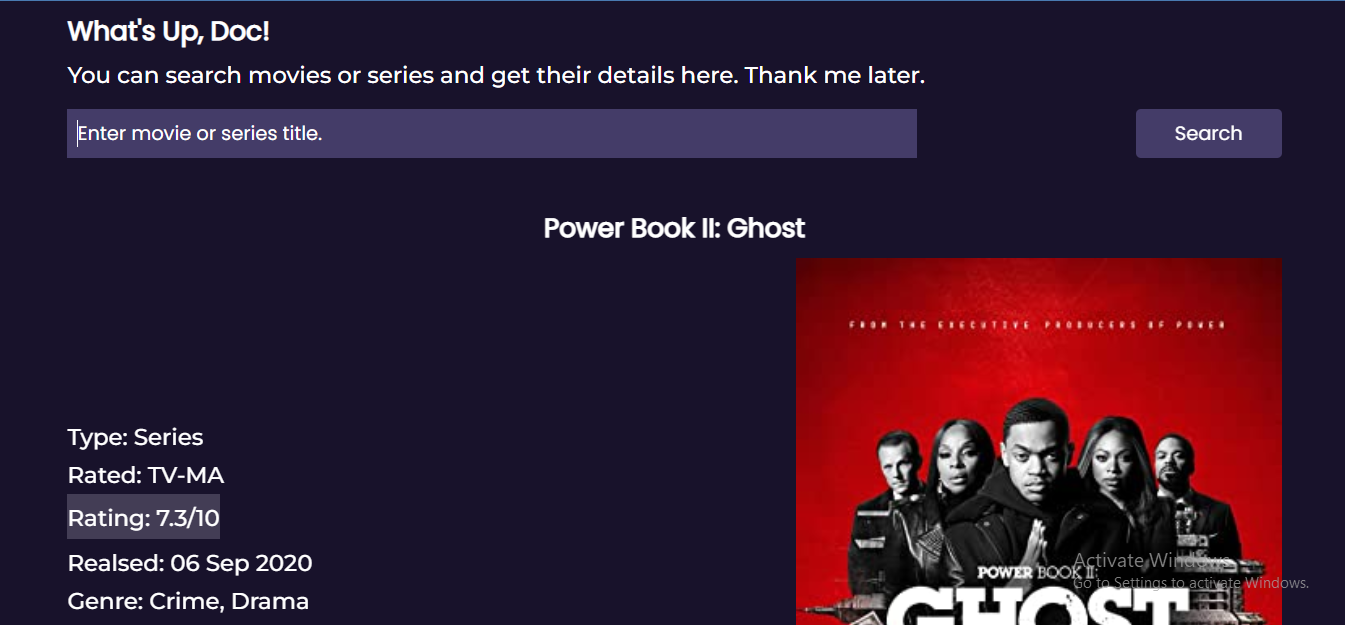 What's Up, Doc!
You can search movies or series and get their details here. Thank me later.
Enter movie or series title.
Search
Power Book II: Ghost
FROM THE EXECUTIVE PRODUCERS OF POWER
Type: Series
Rated: TV-MA
Rating: 7.3/10
Realsed: 06 Sep 2020
Genre: Crime, Drama
POWER BOOK II:
GHOST
Activate Windows
Go to Settings to activate Windows.